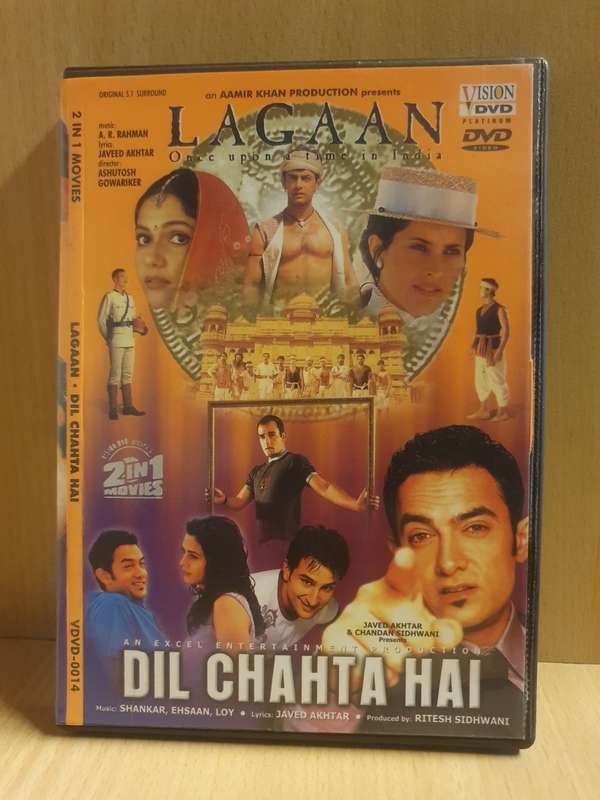 2 IN 1 MOVIES
LAGAAN · DIL CHAHTA HAI
VDVD-0014
ORIGINAL 5.1 SURROUND
an AAMIR KHAN PRODUCTION presents
LAGAAN
Once upon a time in India
music:
A. R. RAHMAN
lyrics:
JAVEED AKHTAR
director:
ASHUTOSH
GOWARIKER
VISION
DVD
PLATINUM
DVD
VIDEO
2 IN 1
MOVIES
JAVED AKHTAR
& CHANDAN SIDHWANI
Presents
AN EXCEL ENTERTAINMENT PRODUCTION
DIL CHAHTA HAI
Music: SHANKAR, EHSAAN, LOY • Lyrics: JAVED AKHTAR • Produced by: RITESH SIDHWANI